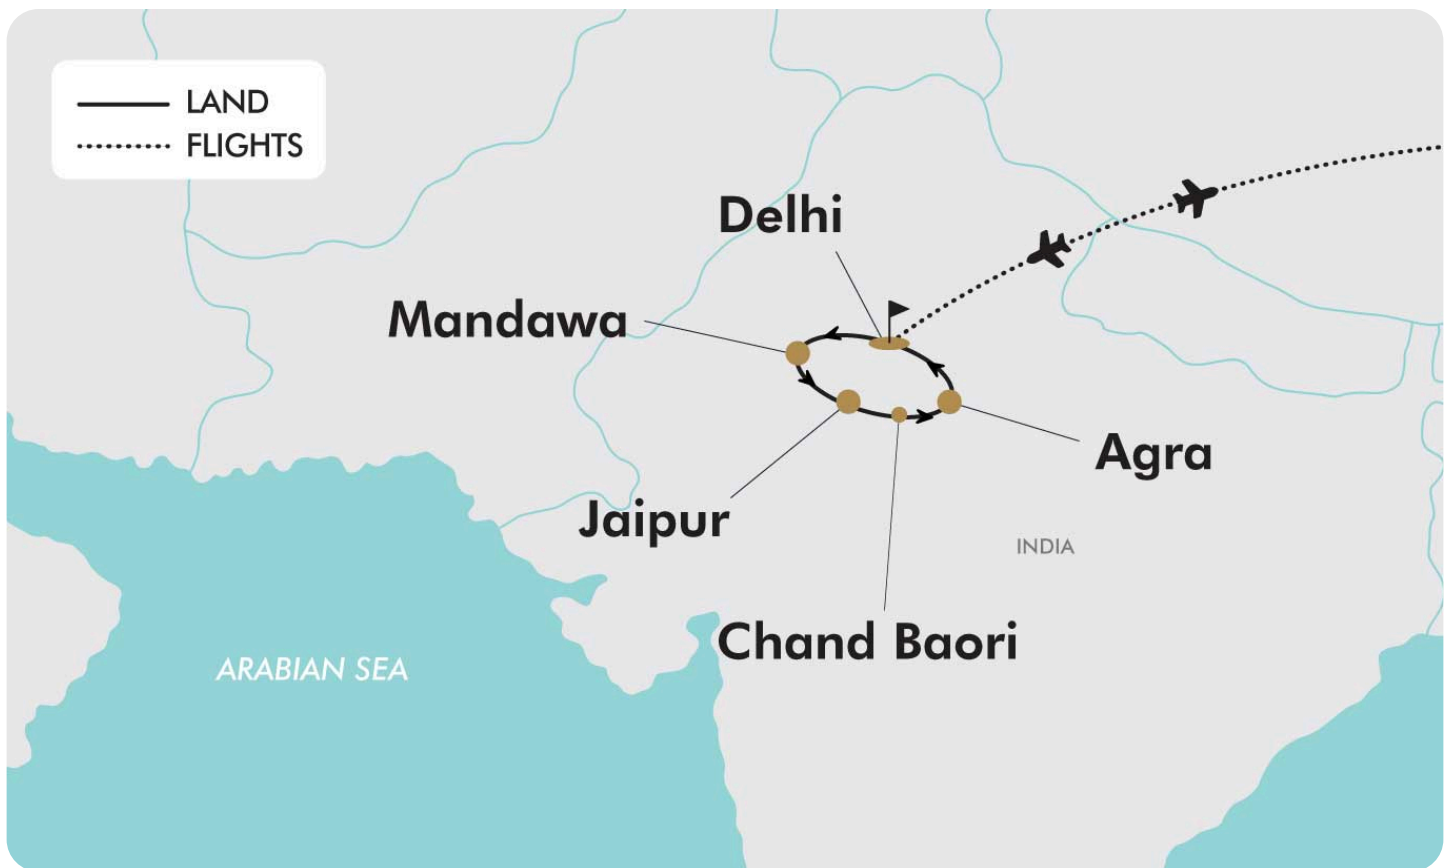 LAND
FLIGHTS
Delhi
Mandawa
Agra
Jaipur
INDIA
Chand Baori
ARABIAN SEA